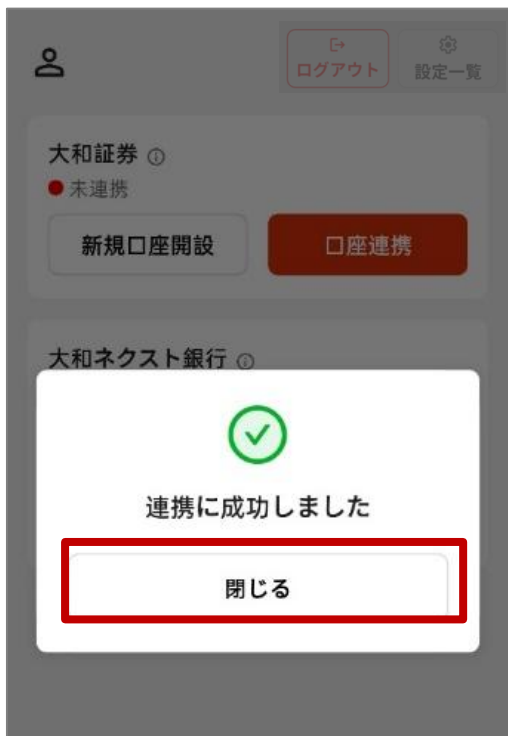 ログアウト
設定一覧
大和証券
未連携
新規口座開設
口座連携
大和ネクスト銀行
連携に成功しました
閉じる